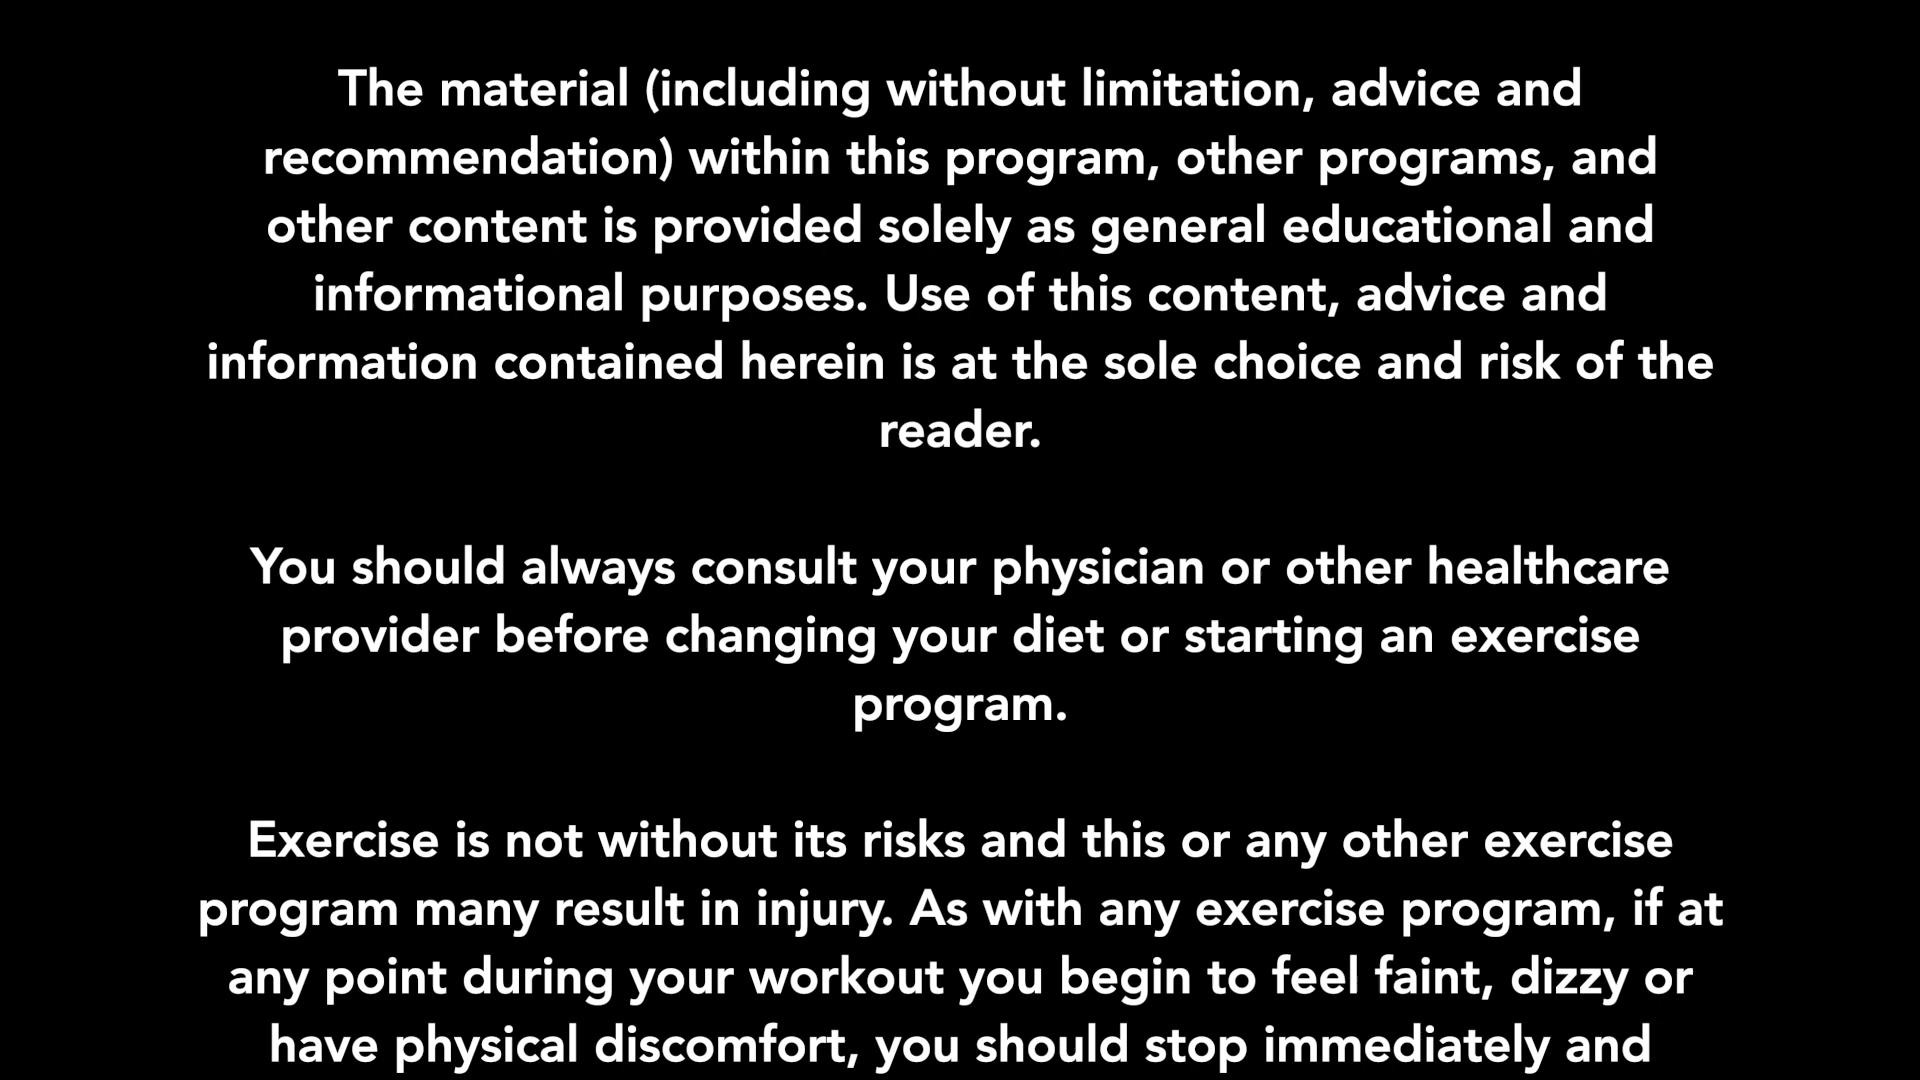 The material (including without limitation, advice and
recommendation) within this program, other programs, and
other content is provided solely as general educational and
informational purposes. Use of this content, advice and
information contained herein is at the sole choice and risk of the
reader.
You should always consult your physician or other healthcare
provider before changing your diet or starting an exercise
program.
Exercise is not without its risks and this or any other exercise
program many result in injury. As with any exercise program, if at
any point during your workout you begin to feel faint, dizzy or
have physical discomfort, you should stop immediately and